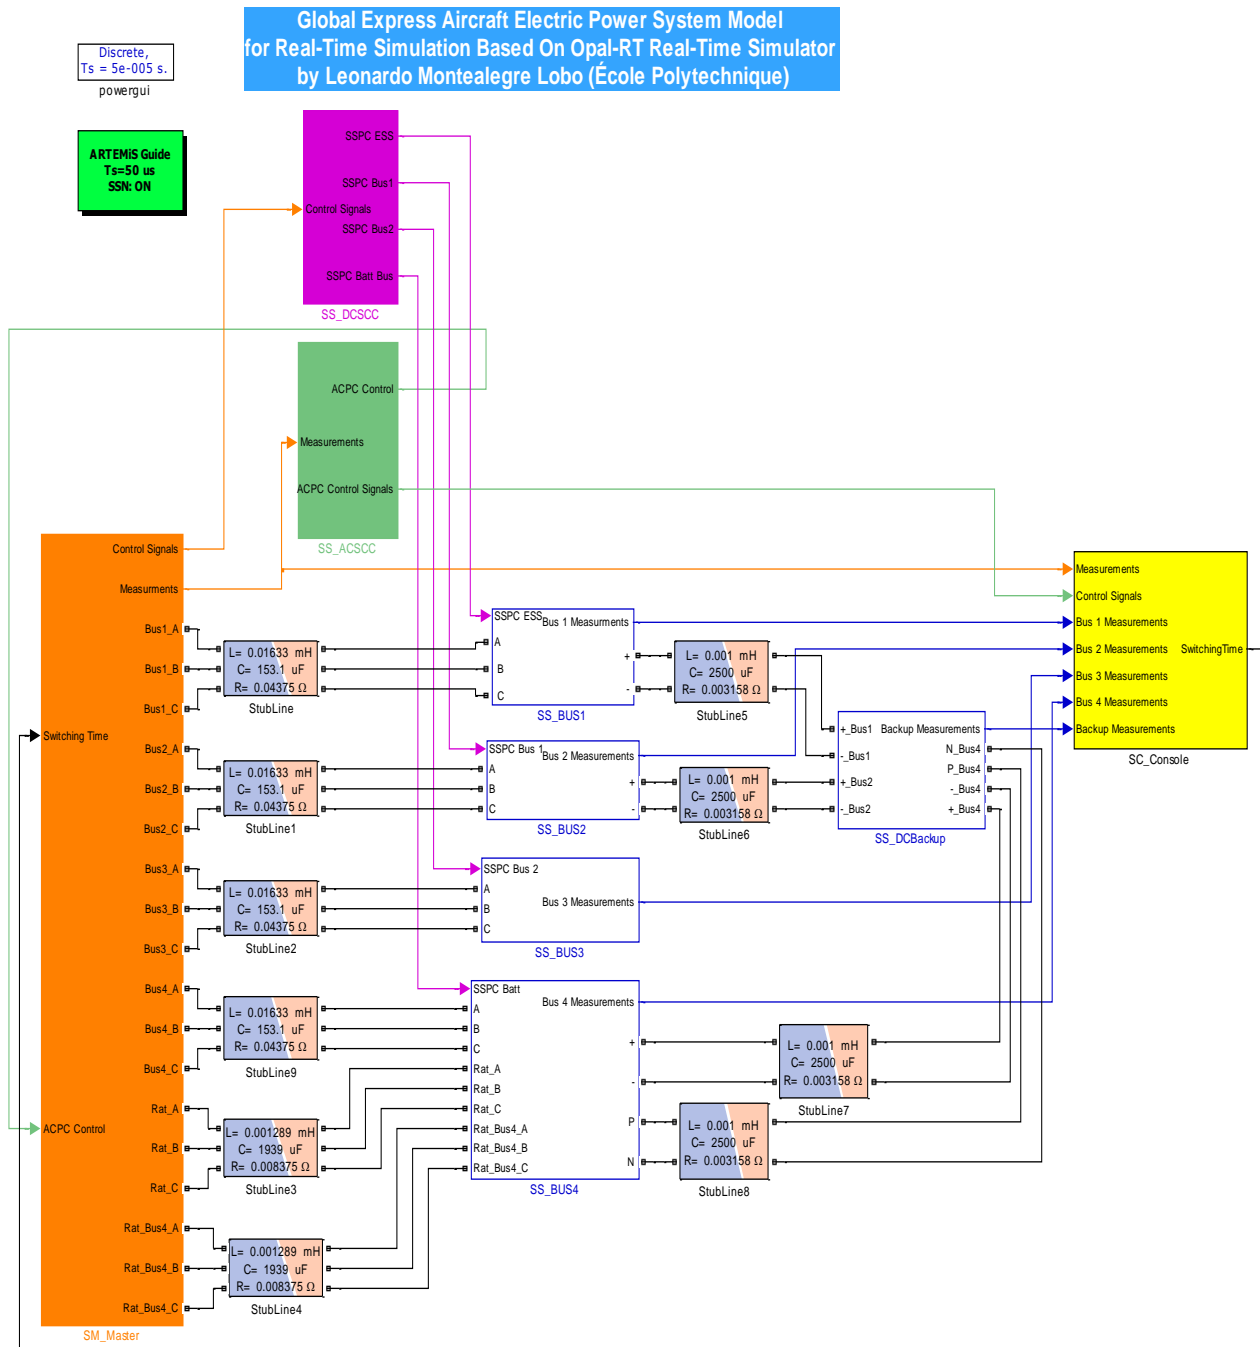 Global Express Aircraft Electric Power System Model
for Real-Time Simulation Based On Opal-RT Real-Time Simulator
by Leonardo Montealegre Lobo (École Polytechnique)
Discrete,
Ts = 5e-005 s.
powergui
ARTEMiS Guide
Ts=50 us
SSN: ON
SSPC ESS
SSPC Bus1
Control Signals
SSPC Bus2
SSPC Batt Bus
SS_DCSCC
ACPC Control
Measurements
ACPC Control Signals
SS_ACSCC
Control Signals
Measurments
Bus1_A
Bus1_B
Bus1_C
Switching Time
Bus2_A
Bus2_B
Bus2_C
Bus3_A
Bus3_B
Bus3_C
Bus4_A
Bus4_B
Bus4_C
Rat_A
ACPC Control
Rat_B
Rat_C
Rat_Bus4_A
Rat_Bus4_B
Rat_Bus4_C
SM_Master
L= 0.01633 mH
C= 153.1 uF
R= 0.04375 Ω
StubLine
L= 0.01633 mH
C= 153.1 uF
R= 0.04375 Ω
StubLine1
L= 0.01633 mH
C= 153.1 uF
R= 0.04375 Ω
StubLine2
L= 0.01633 mH
C= 153.1 uF
R= 0.04375 Ω
StubLine9
L= 0.001289 mH
C= 1939 uF
R= 0.008375 Ω
StubLine3
L= 0.001289 mH
C= 1939 uF
R= 0.008375 Ω
StubLine4
SSPC ESS
Bus 1 Measurments
A
B
C
+
-
SS_BUS1
SSPC Bus 1
Bus 2 Measurements
A
B
C
+
-
SS_BUS2
SSPC Bus 2
A
B
C
Bus 3 Measurements
SS_BUS3
SSPC Batt
Bus 4 Measurements
A
B
C
Rat_A
Rat_B
Rat_C
Rat_Bus4_A
Rat_Bus4_B
Rat_Bus4_C
+
-
P
N
SS_BUS4
L= 0.001 mH
C= 2500 uF
R= 0.003158 Ω
StubLine5
L= 0.001 mH
C= 2500 uF
R= 0.003158 Ω
StubLine6
L= 0.001 mH
C= 2500 uF
R= 0.003158 Ω
StubLine7
L= 0.001 mH
C= 2500 uF
R= 0.003158 Ω
StubLine8
+_Bus1
-_Bus1
+_Bus2
-_Bus2
Backup Measurements
N_Bus4
P_Bus4
-_Bus4
+_Bus4
SS_DCBackup
Measurements
Control Signals
Bus 1 Measurements
Bus 2 Measurements
Bus 3 Measurements
Bus 4 Measurements
Backup Measurements
SwitchingTime
SC_Console